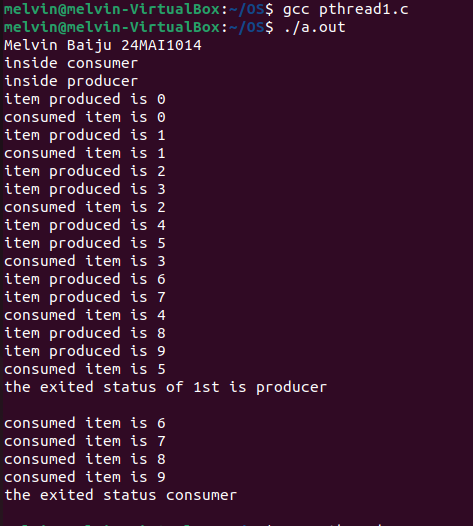 melvin@melvin-VirtualBox:~/OS$ gcc pthread1.c
melvin@melvin-VirtualBox:~/OS$ ./a.out
Melvin Baiju 24MAI1014
inside consumer
inside producer
item produced is 0
consumed item is 0
item produced is 1
consumed item is 1
item produced is 2
item produced is 3
consumed item is 2
item produced is 4
item produced is 5
consumed item is 3
item produced is 6
item produced is 7
consumed item is 4
item produced is 8
item produced is 9
consumed item is 5
the exited status of 1st is producer
consumed item is 6
consumed item is 7
consumed item is 8
consumed item is 9
the exited status consumer